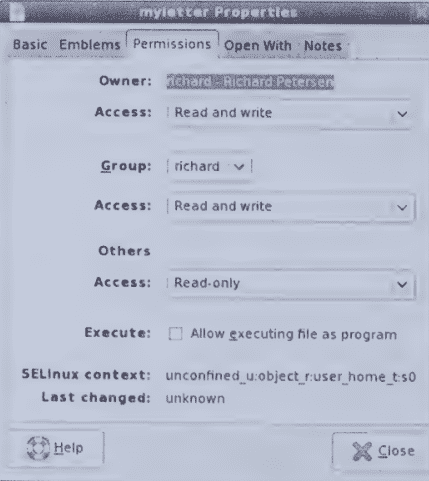 myletter Properties
Basic Emblems Permissions Open With Notes
Owner: richard - Richard Petersen
Access: Read and write
Group: richard
Access: Read and write
Others
Access: Read-only
Execute: Allow executing file as program
SELinux context: unconfined_u:object_r:user_home_t:s0
Last changed: unknown
Help Close